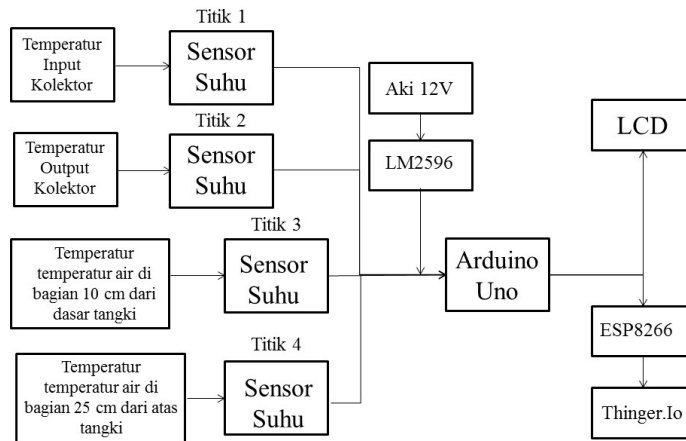 Titik 1
Temperatur
Input
Kolektor
Sensor
Suhu
Titik 2
Temperatur
Output
Kolektor
Sensor
Suhu
Titik 3
Temperatur
temperatur air di
bagian 10 cm dari
dasar tangki
Sensor
Suhu
Titik 4
Temperatur
temperatur air di
bagian 25 cm dari atas
tangki
Sensor
Suhu
Aki 12V
LM2596
Arduino
Uno
LCD
ESP8266
Thinger.Io